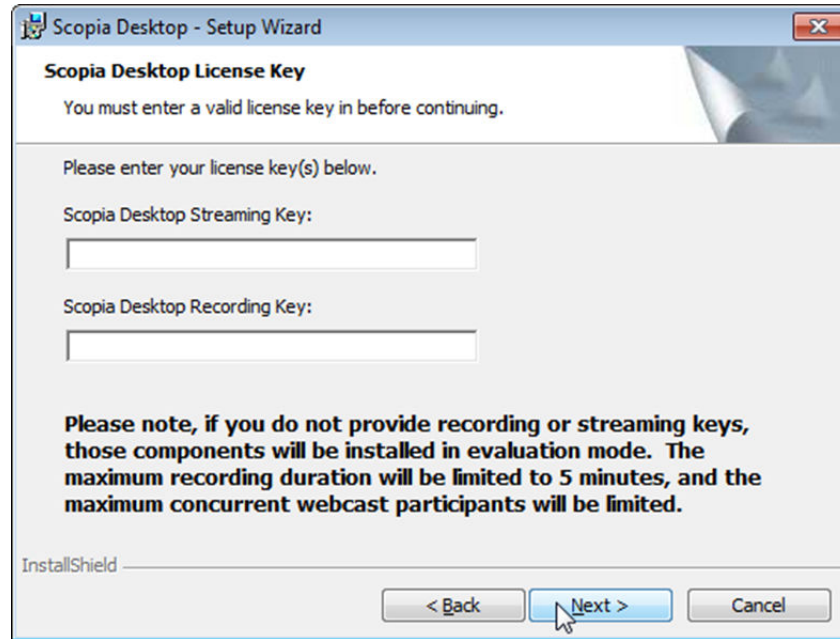 Scopia Desktop - Setup Wizard
Scopia Desktop License Key
You must enter a valid license key in before continuing.
Please enter your license key(s) below.
Scopia Desktop Streaming Key:
Scopia Desktop Recording Key:
Please note, if you do not provide recording or streaming keys,
those components will be installed in evaluation mode.  The
maximum recording duration will be limited to 5 minutes, and the
maximum concurrent webcast participants will be limited.
InstallShield
< Back
Next >
Cancel